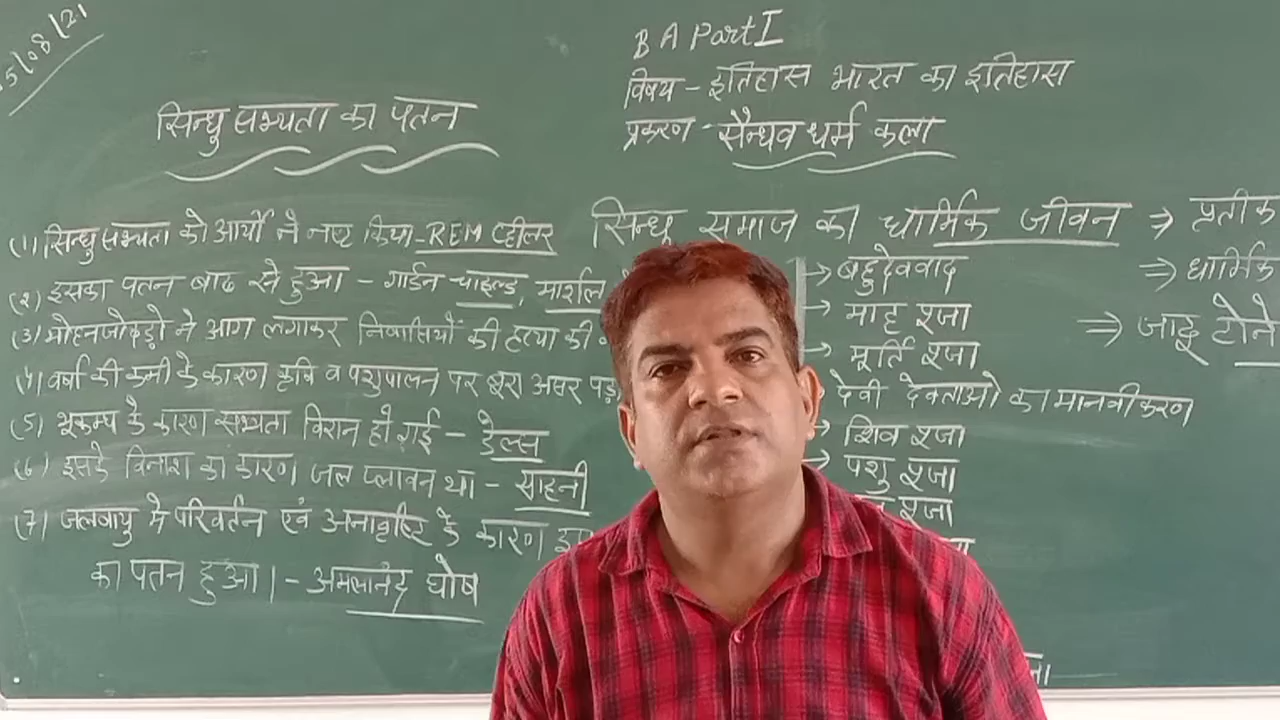 5/08/21
B A Part I
विषय - इतिहास भारत का इतिहास
प्रकरण - सैन्धव धर्म कला
सिन्धु सभ्यता का पतन
(1) सिन्धु सभ्यता को आर्यों ने नष्ट किया - REM व्हीलर
(2) इसका पतन बाढ से हुआ - गार्डन चाइल्ड, मार्शल
(3) मोहनजोदड़ो ने आग लगाकर निवासियों की हत्या की
(4) वर्षा की कमी के कारण कृषि व पशुपालन पर बुरा असर पड़
(5) भूकम्प के कारण सभ्यता विरान हो गई - डेल्स
(6) इसके विनाश का कारण जल प्लावन था - साहनी
(7) जलवायु मे परिवर्तन एवं अनावृष्टि के कारण इस
का पतन हुआ। - अमलानंद घोष
सिन्धु समाज का धार्मिक जीवन ⇒ प्रतीक
→ बहुदेववाद ⇒ धार्मिक
→ मातृ पूजा ⇒ जादू टोने
→ मूर्ति पूजा
देवी देवताओ का मानवीकरण
→ शिव पूजा
→ पशु पूजा
पूजा